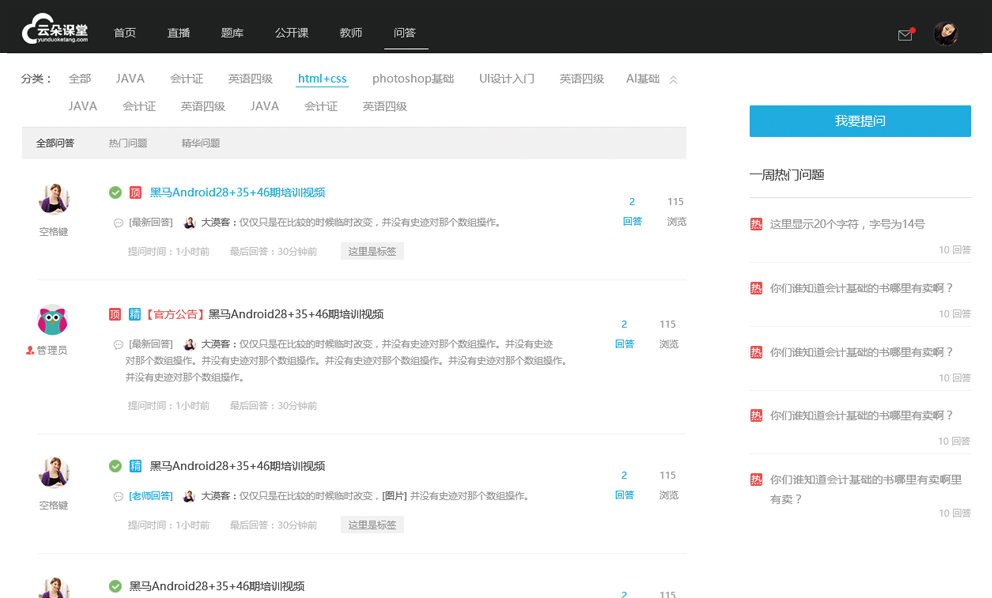 云朵课堂
yunduoketang.com
首页 直播 题库 公开课 教师 问答
分类： 全部 JAVA 会计证 英语四级 html+css photoshop基础 UI设计入门 英语四级 AI基础
JAVA 会计证 英语四级 JAVA 会计证 英语四级
全部问答 热门问题 精华问题
顶 黑马Android28+35+46期培训视频
[最新回答] 大漠客：仅仅只是在比较的时候临时改变，并没有史迹对那个数组操作。
空格键
提问时间：1小时前 最后回答：30分钟前 这里是标签
2 115
回答 浏览
顶 精 【官方公告】黑马Android28+35+46期培训视频
[最新回答] 大漠客：仅仅只是在比较的时候临时改变，并没有史迹对那个数组操作。并没有史迹
对那个数组操作。并没有史迹对那个数组操作。并没有史迹对那个数组操作。并没有史迹对那个数组操作。
并没有史迹对那个数组操作。
管理员
提问时间：1小时前 最后回答：30分钟前
2 115
回答 浏览
精 黑马Android28+35+46期培训视频
[老师回答] 大漠客：仅仅只是在比较的时候临时改变，[图片] 并没有史迹对那个数组操作。
空格键
提问时间：1小时前 最后回答：30分钟前 这里是标签
2 115
回答 浏览
黑马Android28+35+46期培训视频
2 115
我要提问
一周热门问题
热 这里显示20个字符，字号为14号
10 回答
热 你们谁知道会计基础的书哪里有卖啊？
10 回答
热 你们谁知道会计基础的书哪里有卖啊？
10 回答
热 你们谁知道会计基础的书哪里有卖啊？
10 回答
热 你们谁知道会计基础的书哪里有卖哪里
有卖？
10 回答